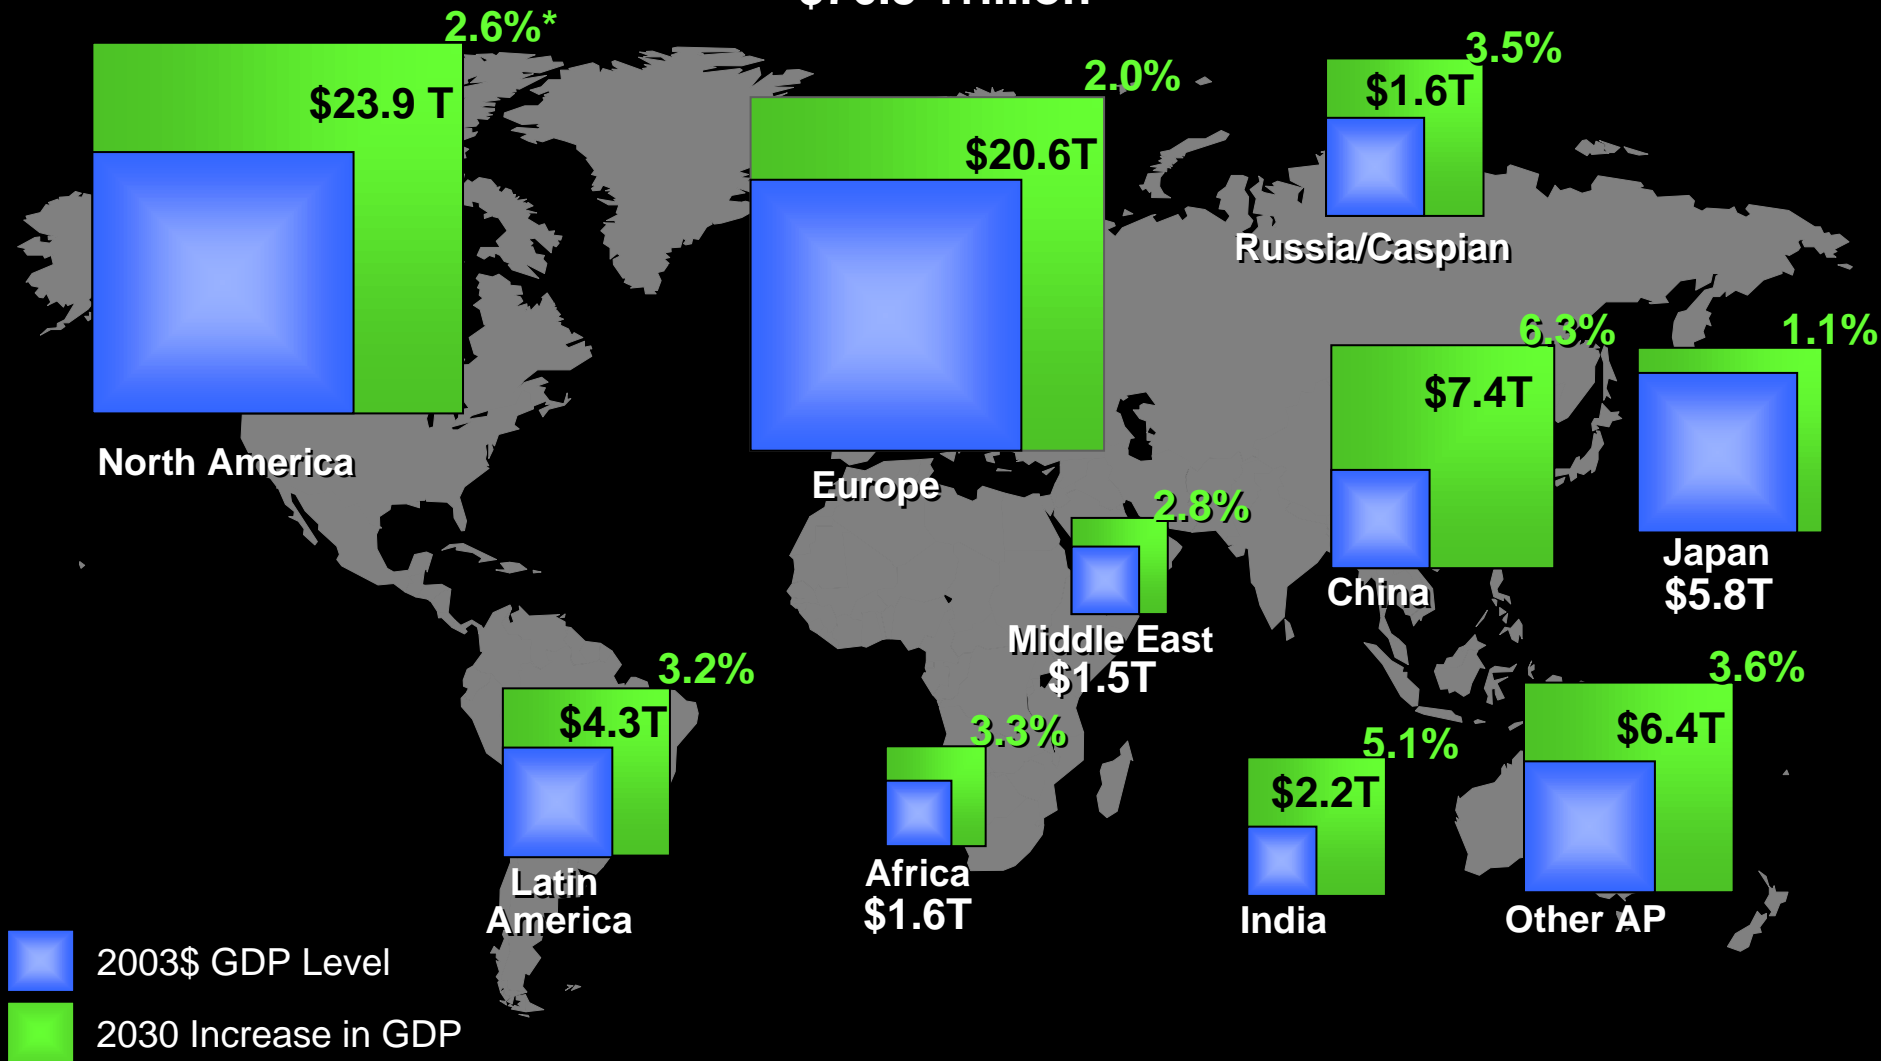 2.6%*
$23.9 T
North America
2.0%
$20.6T
Europe
3.5%
$1.6T
Russia/Caspian
6.3%
$7.4T
China
1.1%
Japan
$5.8T
2.8%
Middle East
$1.5T
3.2%
$4.3T
Latin
America
3.3%
Africa
$1.6T
5.1%
$2.2T
India
3.6%
$6.4T
Other AP
2003$ GDP Level
2030 Increase in GDP